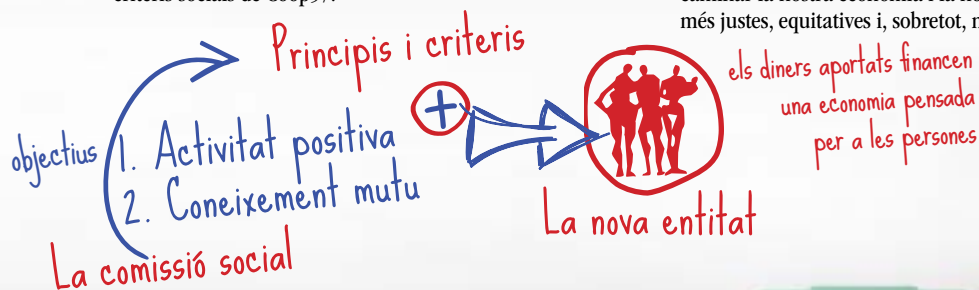 més justes, equitatives i, sobretot,
Principis i criteris
els diners aportats financen
una economia pensada
per a les persones
+
objectius
1. Activitat positiva
2. Coneixement mutu
La nova entitat
La comissió social